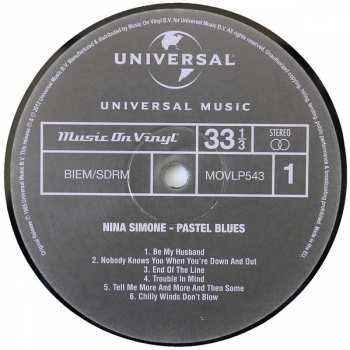 UNIVERSAL
UNIVERSAL MUSIC
Music On Vinyl
33 1/3
STEREO
BIEM/SDRM
MOVLP543
1
NINA SIMONE - PASTEL BLUES
1. Be My Husband
2. Nobody Knows You When You're Down And Out
3. End Of The Line
4. Trouble In Mind
5. Tell Me More And More And Then Some
6. Chilly Winds Don't Blow